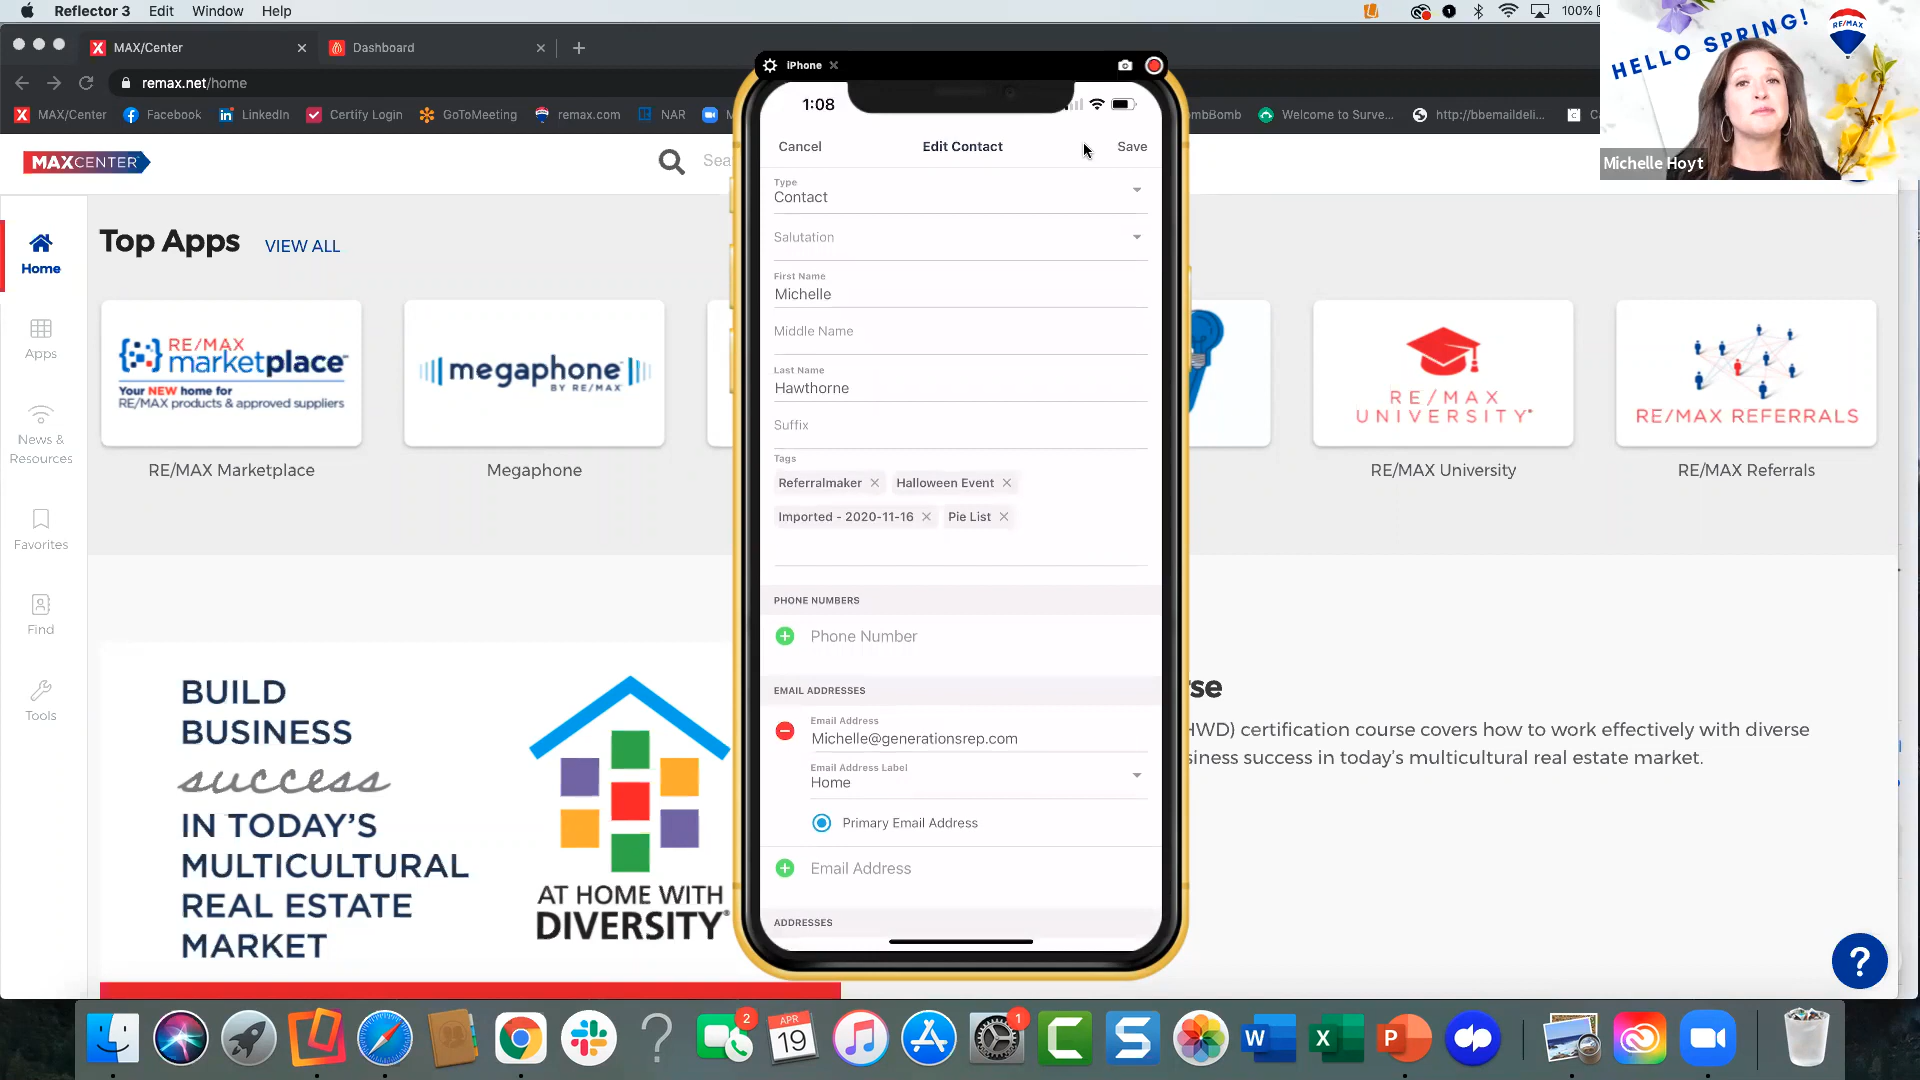 Reflector 3 Edit Window Help
100%
MAX/Center
Dashboard
remax.net/home
MAX/Center Facebook LinkedIn Certify Login GoToMeeting remax.com NAR
mbBomb Welcome to Surve... http://bbemaildeli...
HELLO SPRING!
RE/MAX
Michelle Hoyt
MAXCENTER
Sea
Home
Apps
News &
Resources
Favorites
Find
Tools
Top Apps VIEW ALL
RE/MAX
marketplace
Your NEW home for
RE/MAX products & approved suppliers
RE/MAX Marketplace
megaphone
BY RE/MAX
Megaphone
RE/MAX
UNIVERSITY
RE/MAX University
RE/MAX REFERRALS
RE/MAX Referrals
BUILD
BUSINESS
success
IN TODAY'S
MULTICULTURAL
REAL ESTATE
MARKET
AT HOME WITH
DIVERSITY®
se
HWD) certification course covers how to work effectively with diverse
siness success in today's multicultural real estate market.
iPhone
1:08
Cancel Edit Contact Save
Type
Contact
Salutation
First Name
Michelle
Middle Name
Last Name
Hawthorne
Suffix
Tags
Referralmaker Halloween Event
Imported - 2020-11-16 Pie List
PHONE NUMBERS
Phone Number
EMAIL ADDRESSES
Email Address
Michelle@generationsrep.com
Email Address Label
Home
Primary Email Address
Email Address
ADDRESSES
?
2
APR
19
1